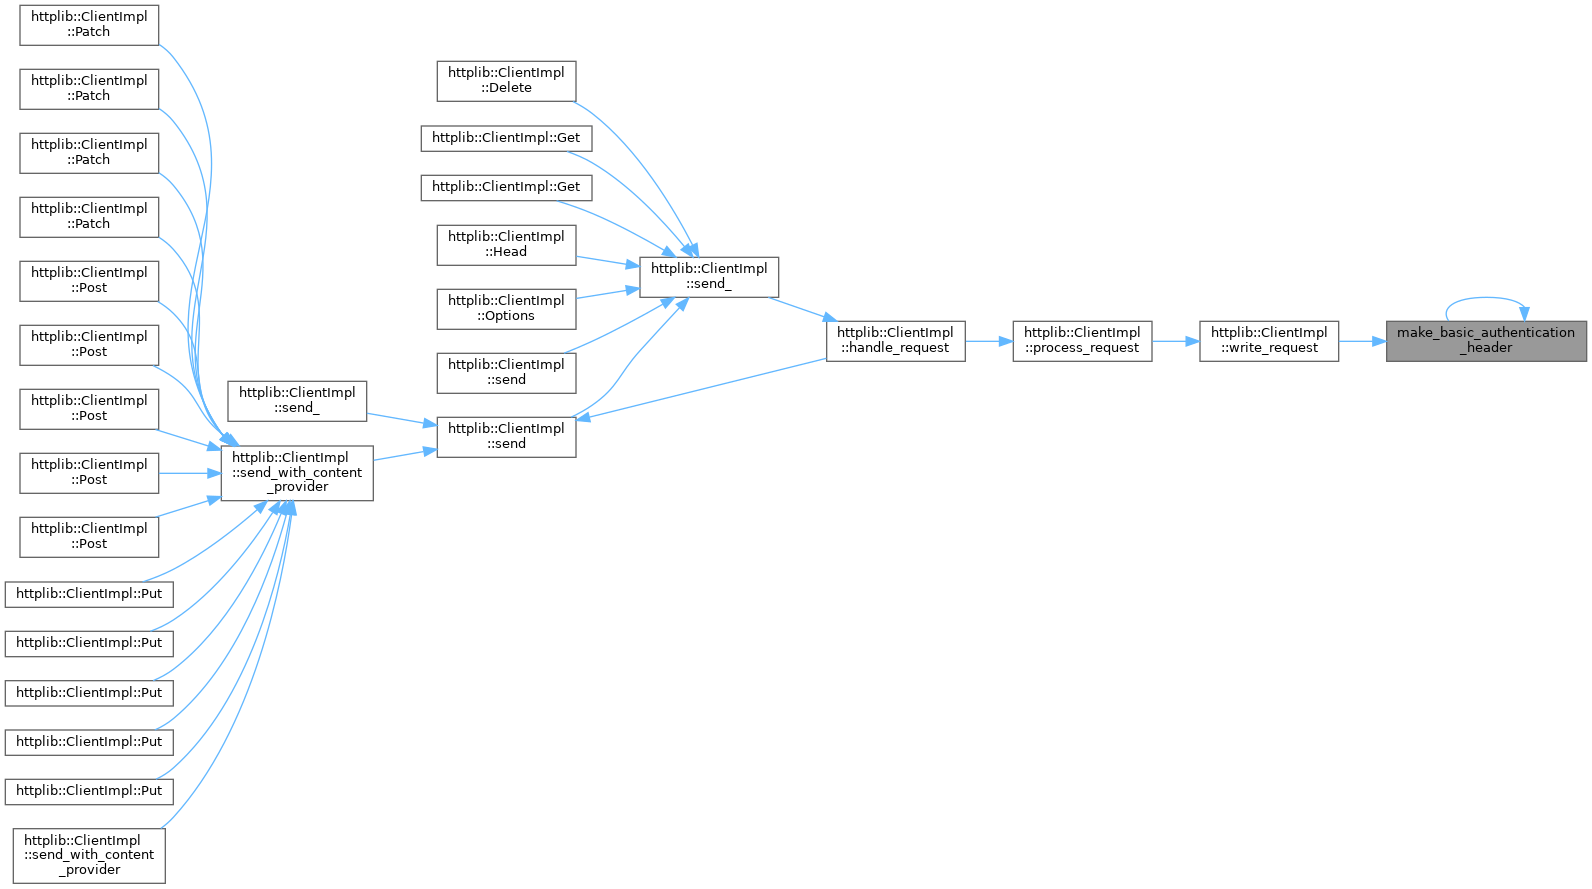 httplib::ClientImpl
::Patch
httplib::ClientImpl
::Patch
httplib::ClientImpl
::Patch
httplib::ClientImpl
::Patch
httplib::ClientImpl
::Post
httplib::ClientImpl
::Post
httplib::ClientImpl
::Post
httplib::ClientImpl
::Post
httplib::ClientImpl
::Post
httplib::ClientImpl::Put
httplib::ClientImpl::Put
httplib::ClientImpl::Put
httplib::ClientImpl::Put
httplib::ClientImpl::Put
httplib::ClientImpl
::send_with_content
_provider
httplib::ClientImpl
::send_
httplib::ClientImpl
::send_with_content
_provider
httplib::ClientImpl
::Delete
httplib::ClientImpl::Get
httplib::ClientImpl::Get
httplib::ClientImpl
::Head
httplib::ClientImpl
::Options
httplib::ClientImpl
::send
httplib::ClientImpl
::send
httplib::ClientImpl
::send_
httplib::ClientImpl
::handle_request
httplib::ClientImpl
::process_request
httplib::ClientImpl
::write_request
make_basic_authentication
_header